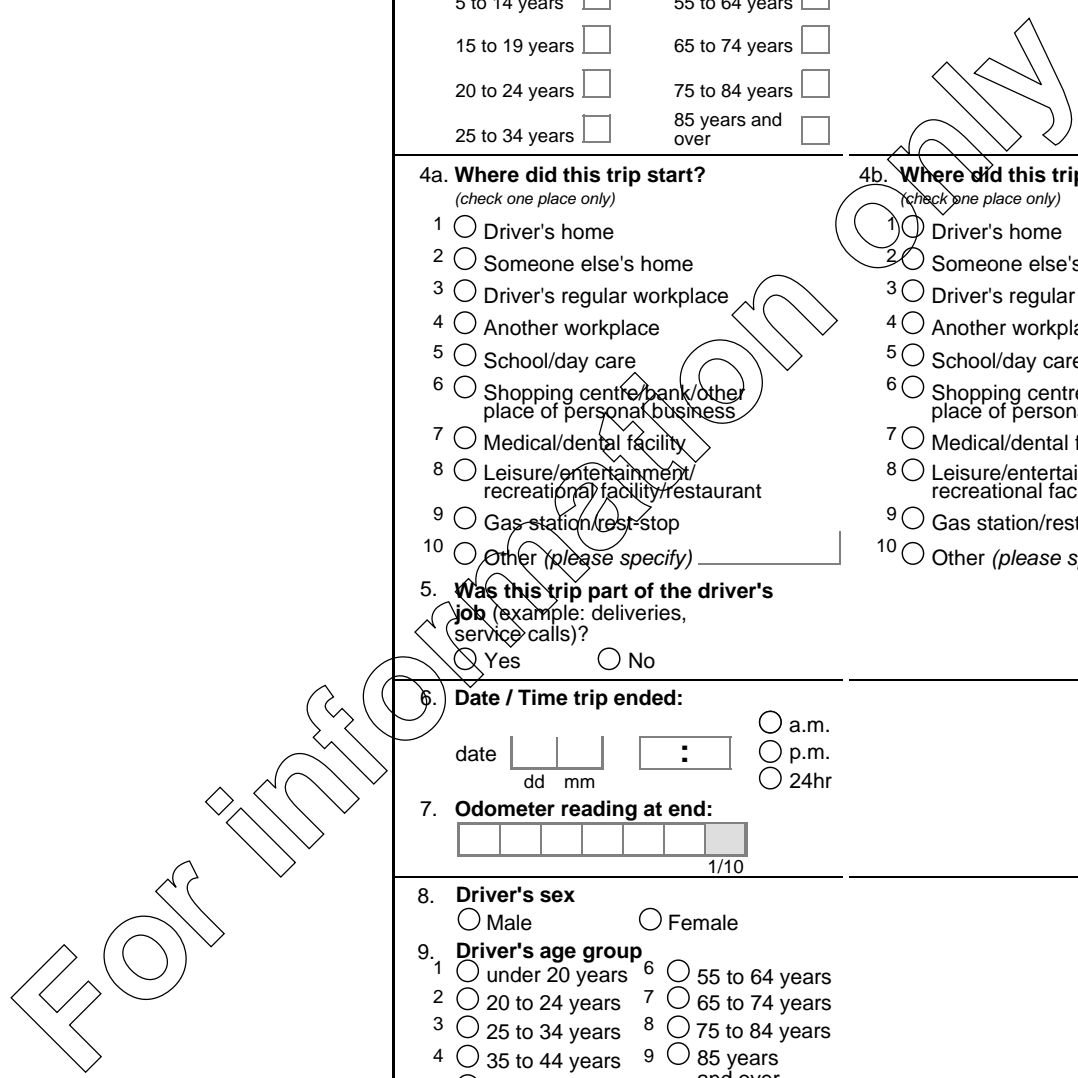 5 to 14 years 55 to 64 years
15 to 19 years 65 to 74 years
20 to 24 years 75 to 84 years
25 to 34 years 85 years and
over
4a. Where did this trip start?
(check one place only)
1 Driver's home
2 Someone else's home
3 Driver's regular workplace
4 Another workplace
5 School/day care
6 Shopping centre/bank/other
place of personal business
7 Medical/dental facility
8 Leisure/entertainment/
recreational facility/restaurant
9 Gas station/rest-stop
10 Other (please specify)
5. Was this trip part of the driver's
job (example: deliveries,
service calls)?
Yes No
6. Date / Time trip ended:
a.m.
date : p.m.
dd mm 24hr
7. Odometer reading at end:
1/10
8. Driver's sex
Male Female
9. Driver's age group
1 under 20 years 6 55 to 64 years
2 20 to 24 years 7 65 to 74 years
3 25 to 34 years 8 75 to 84 years
4 35 to 44 years 9 85 years
and over
4b. Where did this trip
(check one place only)
1 Driver's home
2 Someone else's
3 Driver's regular
4 Another workpla
5 School/day care
6 Shopping centre
place of person
7 Medical/dental f
8 Leisure/entertai
recreational fac
9 Gas station/rest
10 Other (please s
For information only